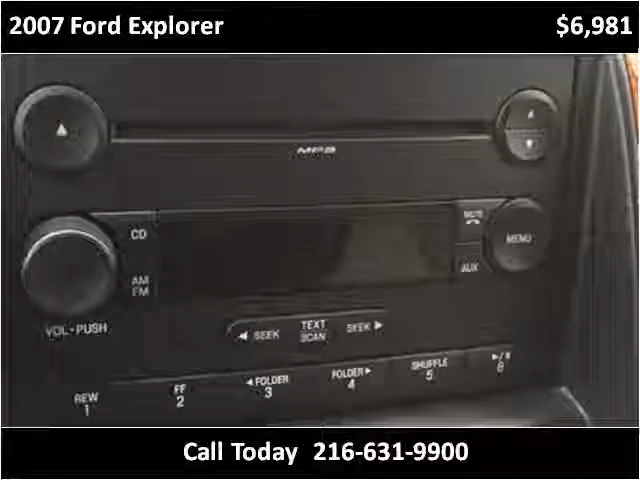 2007 Ford Explorer $6,981
MP3
CD
MUTE
MENU
AM
FM
AUX
VOL-PUSH
◄ SEEK TEXT SCAN SEEK ►
REW 1
FF 2
◄FOLDER 3
FOLDER► 4
SHUFFLE 5
►/II 6
Call Today 216-631-9900